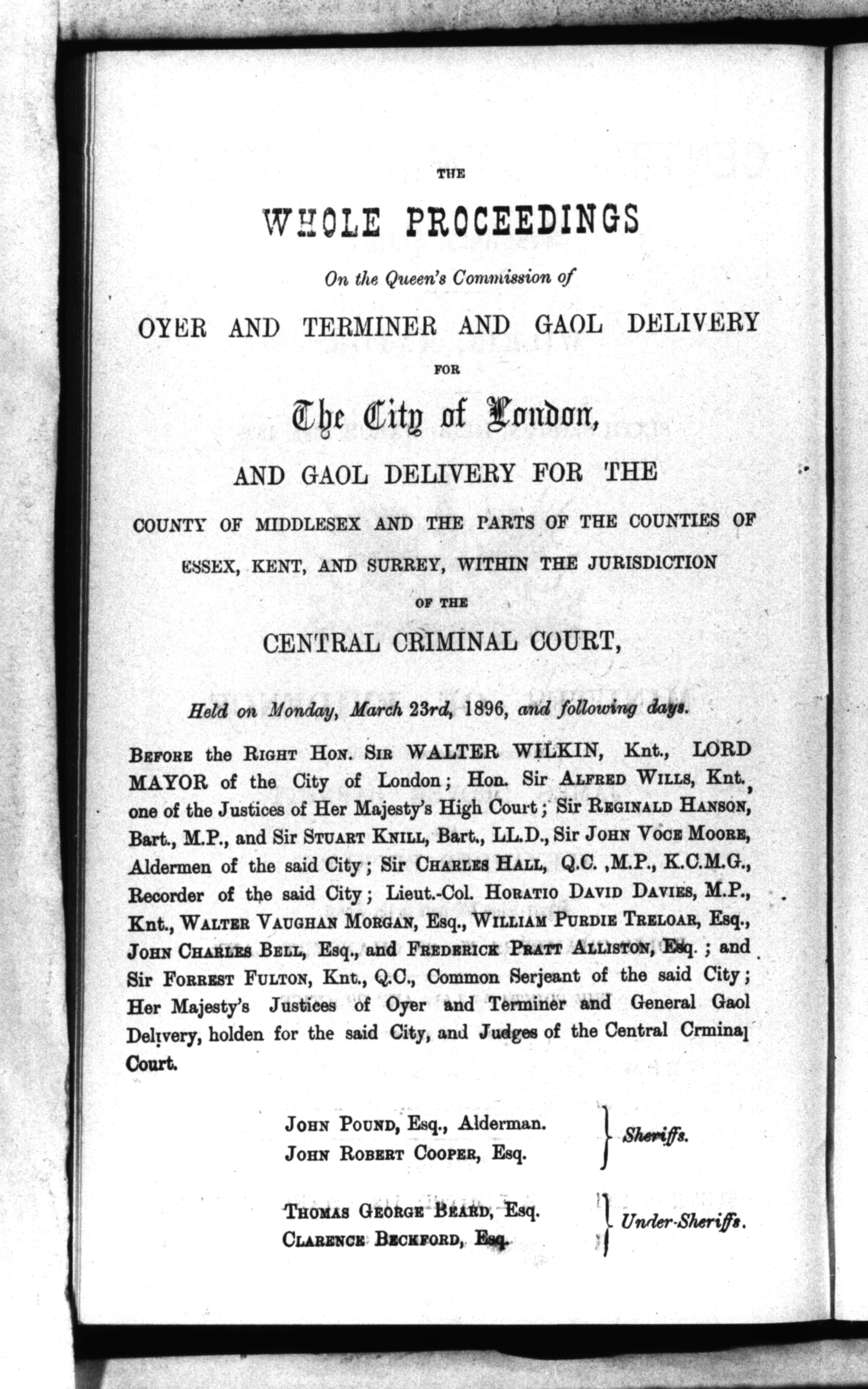 THE
WHOLE PROCEEDINGS
On the Queen's Commission of
OYER AND TERMINER AND GAOL DELIVERY
FOR
The City of London,
AND GAOL DELIVERY FOR THE
COUNTY OF MIDDLESEX AND THE PARTS OF THE COUNTIES OF
ESSEX, KENT, AND SURREY, WITHIN THE JURISDICTION
OF THE
CENTRAL CRIMINAL COURT,
Held on Monday, March 23rd, 1896, and following days.
BEFORE the RIGHT HON. SIR WALTER WILKIN, Knt., LORD
MAYOR of the City of London; Hon. Sir ALFRED WILLS, Knt.,
one of the Justices of Her Majesty's High Court; Sir REGINALD HANSON,
Bart., M.P., and Sir STUART KNILL, Bart., LL.D., Sir JOHN VOCE MOORE,
Aldermen of the said City; Sir CHARLES HALL, Q.C. ,M.P., K.C.M.G.,
Recorder of the said City; Lieut.-Col. HORATIO DAVID DAVIES, M.P.,
Knt., WALTER VAUGHAN MORGAN, Esq., WILLIAM PURDIE TRELOAR, Esq.,
JOHN CHARLES BELL, Esq., and FREDERICK PRATT ALLISTON, Esq. ; and
Sir FORREST FULTON, Knt., Q.C., Common Serjeant of the said City;
Her Majesty's Justices of Oyer and Terminer and General Gaol
Delivery, holden for the said City, and Judges of the Central Crminal
Court.
JOHN POUND, Esq., Alderman.
JOHN ROBERT COOPER, Esq.
Sheriffs.
THOMAS GEORGE BEARD, Esq.
CLARENCE BECKFORD, Esq.
Under-Sheriffs.